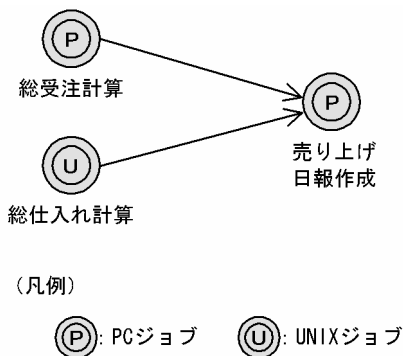 P
総受注計算
P
売り上げ
日報作成
U
総仕入れ計算
(凡例)
P : PCジョブ U : UNIXジョブ